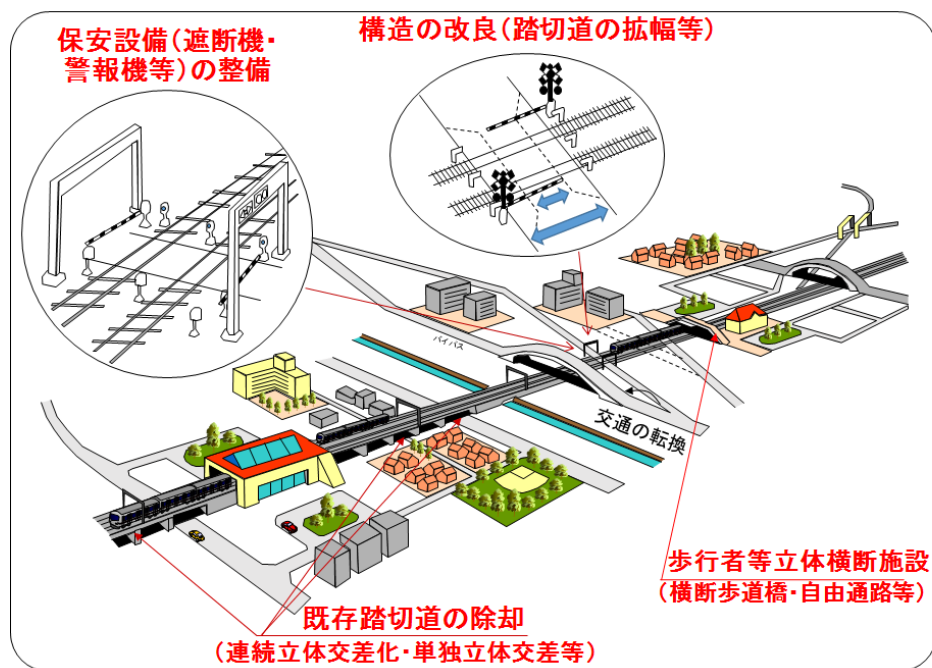 保安設備(遮断機・
警報機等)の整備
構造の改良(踏切道の拡幅等)
バイパス
交通の転換
歩行者等立体横断施設
(横断歩道橋・自由通路等)
既存踏切道の除却
(連続立体交差化・単独立体交差等)